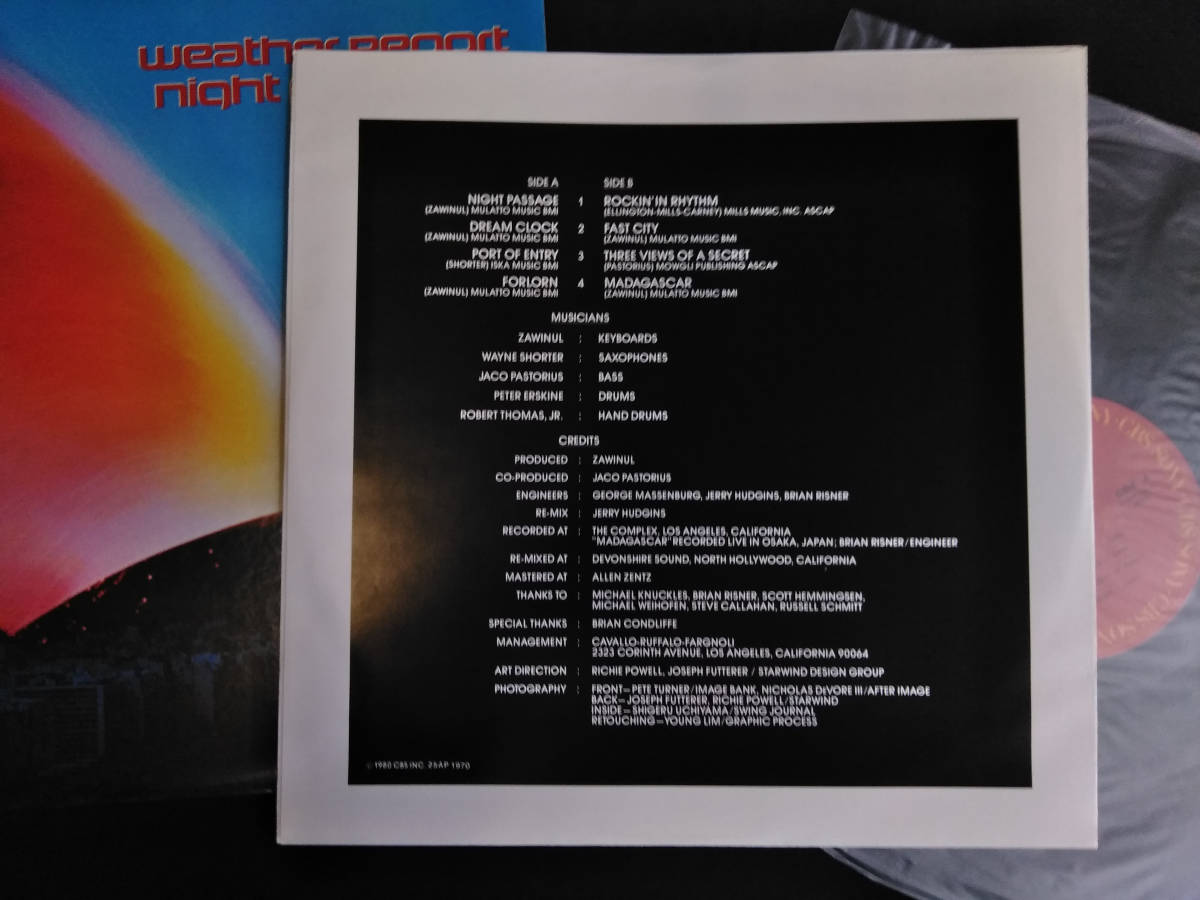 weather report
night
SIDE A SIDE B
NIGHT PASSAGE 1 ROCKIN' IN RHYTHM
(ZAWINUL) MULATTO MUSIC BMI (ELLINGTON-MILLS-CARNEY) MILLS MUSIC, INC. ASCAP
DREAM CLOCK 2 FAST CITY
(ZAWINUL) MULATTO MUSIC BMI (ZAWINUL) MULATTO MUSIC BMI
PORT OF ENTRY 3 THREE VIEWS OF A SECRET
(SHORTER) ISKA MUSIC BMI (PASTORIUS) MOWGLI PUBLISHING ASCAP
FORLORN 4 MADAGASCAR
(ZAWINUL) MULATTO MUSIC BMI (ZAWINUL) MULATTO MUSIC BMI
MUSICIANS
ZAWINUL : KEYBOARDS
WAYNE SHORTER : SAXOPHONES
JACO PASTORIUS : BASS
PETER ERSKINE : DRUMS
ROBERT THOMAS, JR. : HAND DRUMS
CREDITS
PRODUCED : ZAWINUL
CO-PRODUCED : JACO PASTORIUS
ENGINEERS : GEORGE MASSENBURG, JERRY HUDGINS, BRIAN RISNER
RE-MIX : JERRY HUDGINS
RECORDED AT : THE COMPLEX, LOS ANGELES, CALIFORNIA
"MADAGASCAR" RECORDED LIVE IN OSAKA, JAPAN; BRIAN RISNER/ENGINEER
RE-MIXED AT : DEVONSHIRE SOUND, NORTH HOLLYWOOD, CALIFORNIA
MASTERED AT : ALLEN ZENTZ
THANKS TO : MICHAEL KNUCKLES, BRIAN RISNER, SCOTT HEMMINGSEN,
MICHAEL WEIHOFEN, STEVE CALLAHAN, RUSSELL SCHMITT
SPECIAL THANKS : BRIAN CONDLIFFE
MANAGEMENT : CAVALLO-RUFFALO-FARGNOLI
2323 CORINTH AVENUE, LOS ANGELES, CALIFORNIA 90064
ART DIRECTION : RICHIE POWELL, JOSEPH FUTTERER / STARWIND DESIGN GROUP
PHOTOGRAPHY : FRONT=PETE TURNER/IMAGE BANK, NICHOLAS DeVORE III/AFTER IMAGE
BACK=JOSEPH FUTTERER, RICHIE POWELL/STARWIND
INSIDE=SHIGERU UCHIYAMA/SWING JOURNAL
RETOUCHING=YOUNG LIM/GRAPHIC PROCESS
©1980 CBS INC. 25AP 1870